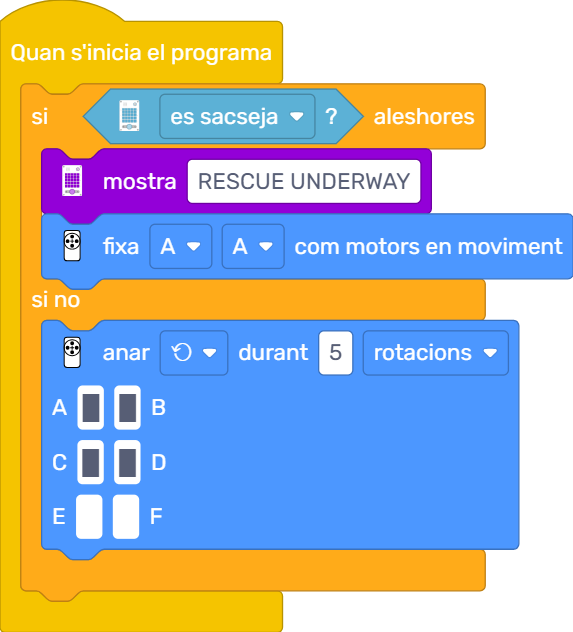 Quan s'inicia el programa
si es sacseja ? aleshores
mostra RESCUE UNDERWAY
fixa A A com motors en moviment
si no
anar durant 5 rotacions
A B
C D
E F